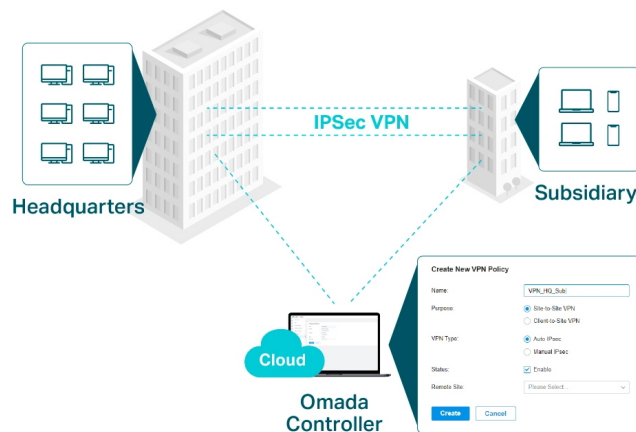 IPSec VPN
Headquarters
Subsidiary
Cloud
Omada
Controller
Create New VPN Policy
Name:
VPN_HQ_Sub
Purpose:
Site-to-Site VPN
Client-to-Site VPN
VPN Type:
Auto IPsec
Manual IPsec
States:
Enable
Remote Site:
Please Select...
Create
Cancel